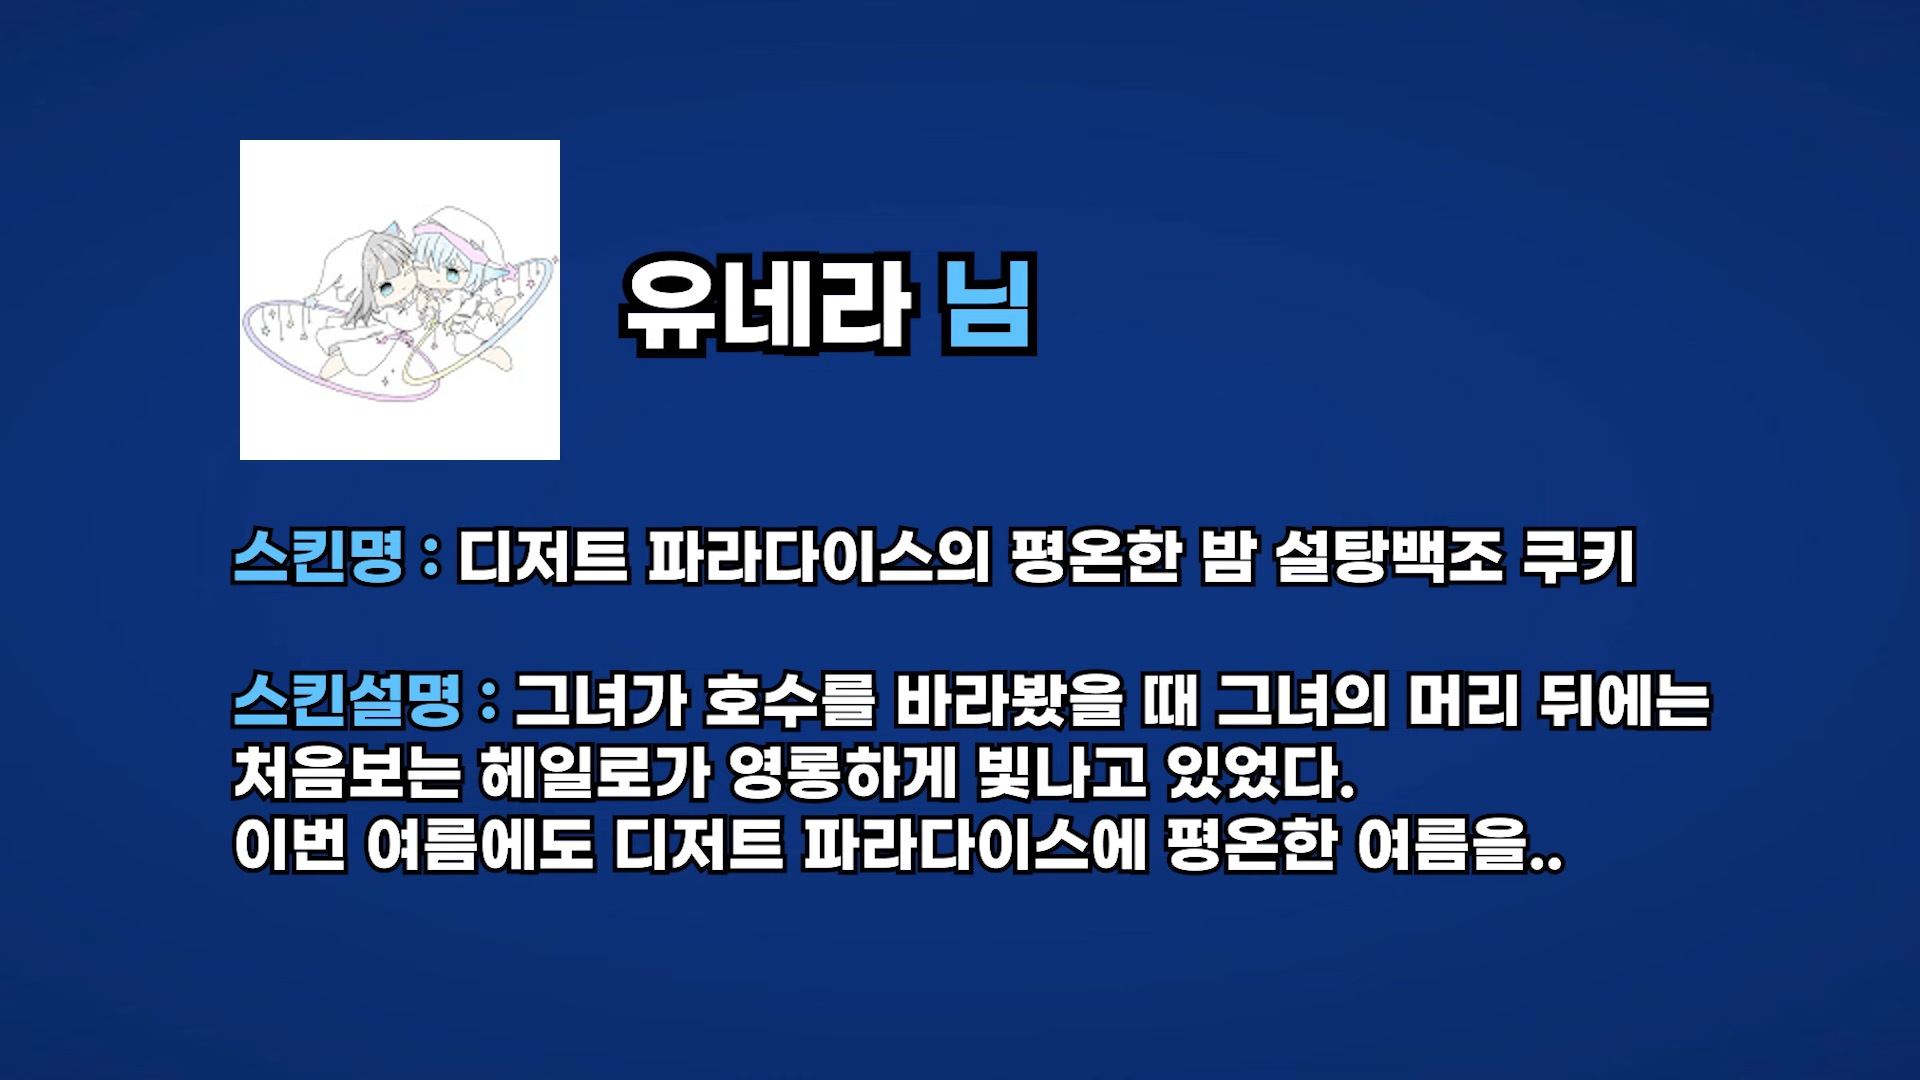 유네라 님
스킨명 : 디저트 파라다이스의 평온한 밤 설탕백조 쿠키
스킨설명 : 그녀가 호수를 바라봤을 때 그녀의 머리 뒤에는
처음보는 헤일로가 영롱하게 빛나고 있었다.
이번 여름에도 디저트 파라다이스에 평온한 여름을..